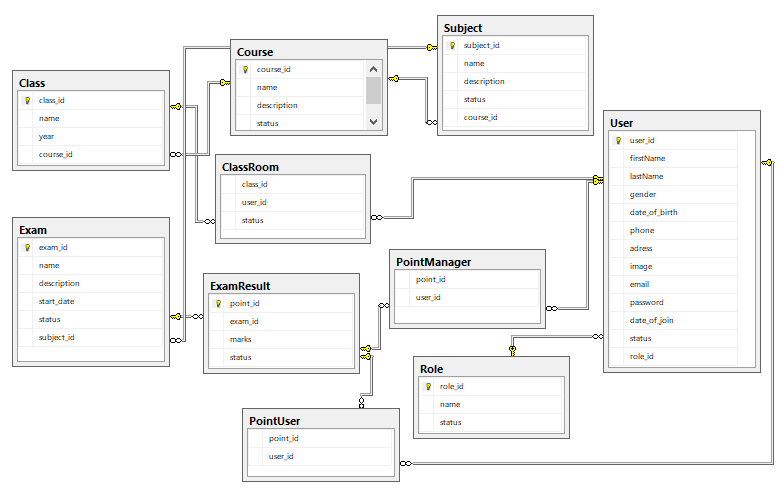 Subject
subject_id
name
description
status
course_id
Course
course_id
name
description
status
Class
class_id
name
year
course_id
User
user_id
firstName
lastName
gender
date_of_birth
phone
adress
image
email
password
date_of_join
status
role_id
ClassRoom
class_id
user_id
status
Exam
exam_id
name
description
start_date
status
subject_id
PointManager
point_id
user_id
ExamResult
point_id
exam_id
marks
status
Role
role_id
name
status
PointUser
point_id
user_id